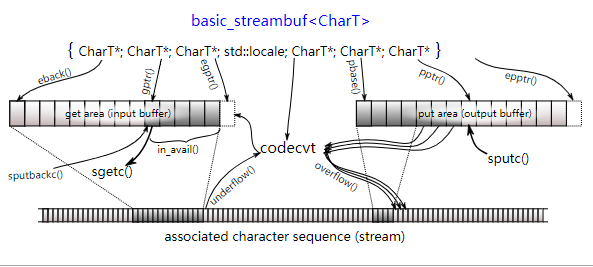 basic_streambuf<CharT>
{ CharT*; CharT*; CharT*; std::locale; CharT*; CharT*; CharT* }
eback()
gptr()
egptr()
pbase()
pptr()
epptr()
get area (input buffer)
put area (output buffer)
in_avail()
codecvt
sputbackc()
sgetc()
sputc()
underflow()
overflow()
associated character sequence (stream)